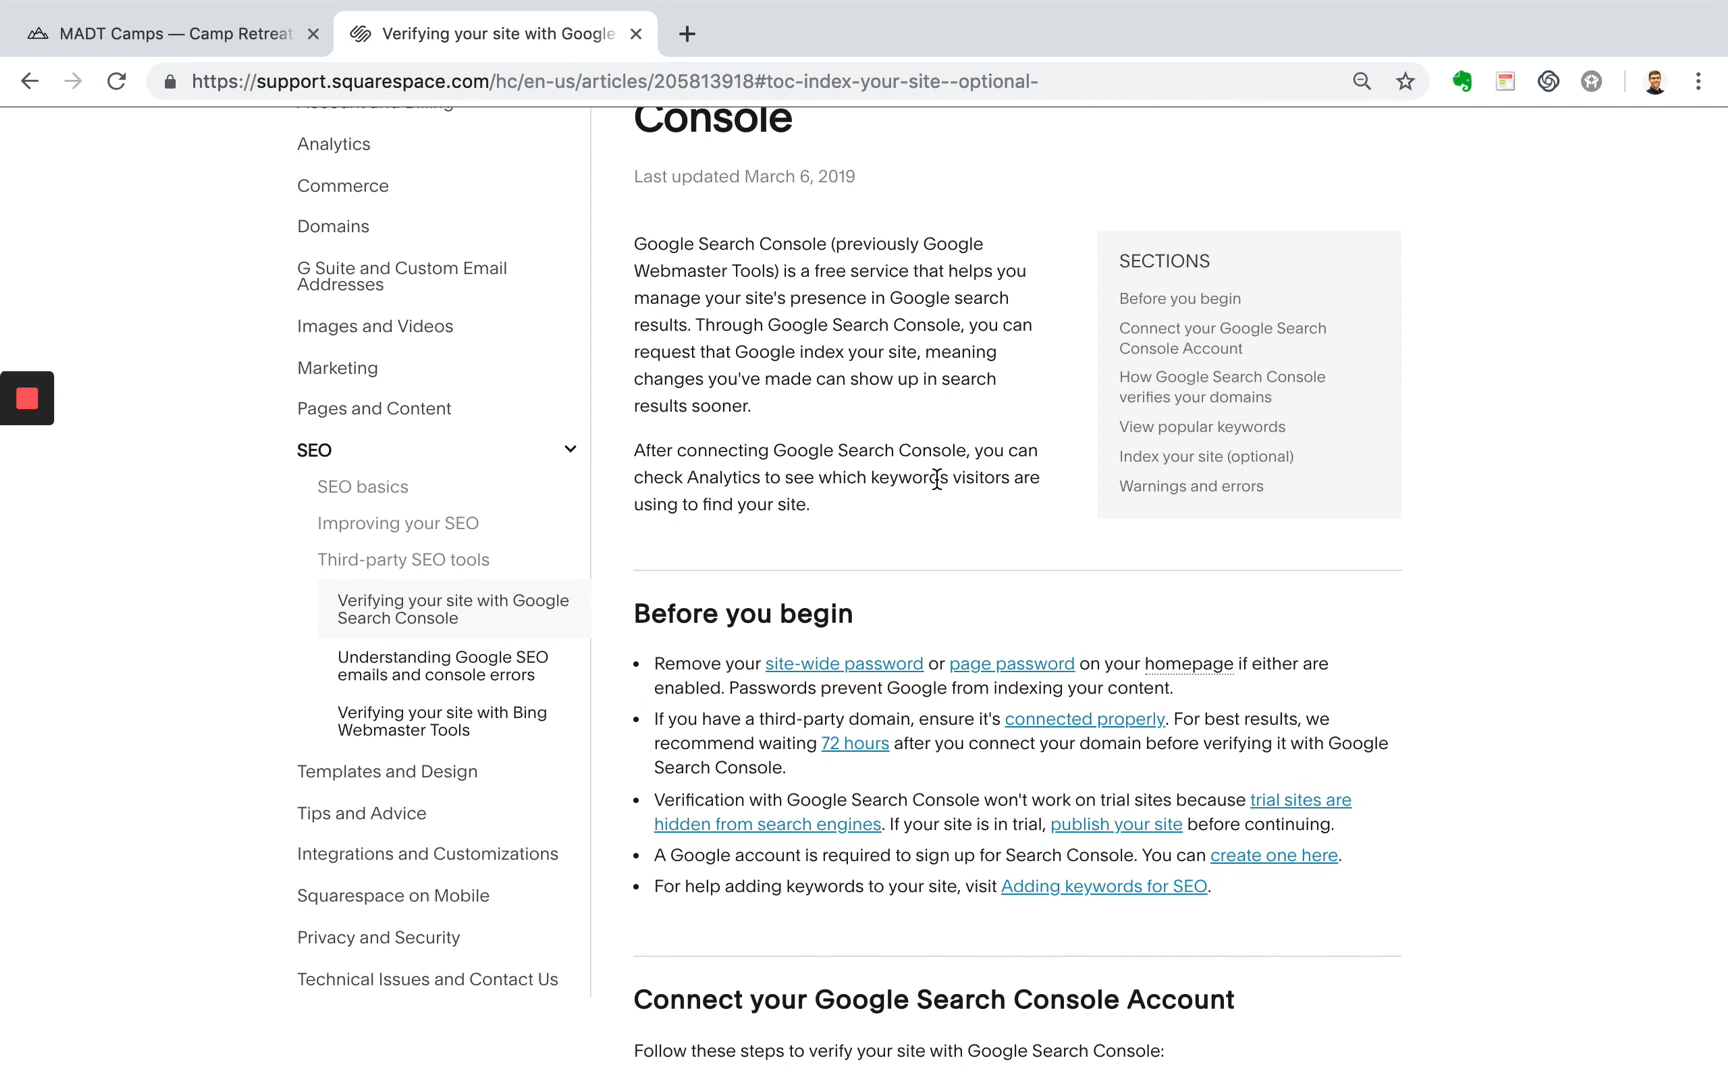 MADT Camps — Camp Retreat
Verifying your site with Google
https://support.squarespace.com/hc/en-us/articles/205813918#toc-index-your-site--optional-
Account and Billing
Analytics
Commerce
Domains
G Suite and Custom Email
Addresses
Images and Videos
Marketing
Pages and Content
SEO
SEO basics
Improving your SEO
Third-party SEO tools
Verifying your site with Google
Search Console
Understanding Google SEO
emails and console errors
Verifying your site with Bing
Webmaster Tools
Templates and Design
Tips and Advice
Integrations and Customizations
Squarespace on Mobile
Privacy and Security
Technical Issues and Contact Us
Console
Last updated March 6, 2019
Google Search Console (previously Google
Webmaster Tools) is a free service that helps you
manage your site's presence in Google search
results. Through Google Search Console, you can
request that Google index your site, meaning
changes you've made can show up in search
results sooner.
After connecting Google Search Console, you can
check Analytics to see which keywords visitors are
using to find your site.
SECTIONS
Before you begin
Connect your Google Search
Console Account
How Google Search Console
verifies your domains
View popular keywords
Index your site (optional)
Warnings and errors
Before you begin
• Remove your site-wide password or page password on your homepage if either are
enabled. Passwords prevent Google from indexing your content.
• If you have a third-party domain, ensure it's connected properly. For best results, we
recommend waiting 72 hours after you connect your domain before verifying it with Google
Search Console.
• Verification with Google Search Console won't work on trial sites because trial sites are
hidden from search engines. If your site is in trial, publish your site before continuing.
• A Google account is required to sign up for Search Console. You can create one here.
• For help adding keywords to your site, visit Adding keywords for SEO.
Connect your Google Search Console Account
Follow these steps to verify your site with Google Search Console: